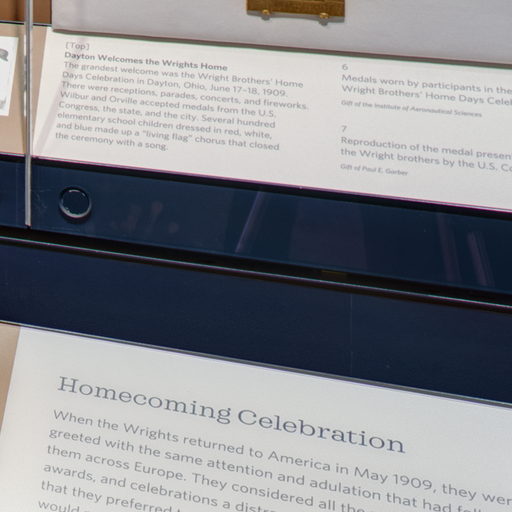 [Top]
Dayton Welcomes the Wrights Home
The grandest welcome was the Wright Brothers' Home
Days Celebration in Dayton, Ohio, June 17–18, 1909.
There were receptions, parades, concerts, and fireworks.
Wilbur and Orville accepted medals from the U.S.
Congress, the state, and the city. Several hundred
elementary school children dressed in red, white,
and blue made up a "living flag" chorus that closed
the ceremony with a song.
6
Medals worn by participants in the
Wright Brothers' Home Days Celeb
Gift of the Institute of Aeronautical Sciences
7
Reproduction of the medal presen
the Wright brothers by the U.S. Co
Gift of Paul E. Garber
Homecoming Celebration
When the Wrights returned to America in May 1909, they wer
greeted with the same attention and adulation that had foll
them across Europe. They considered all the
awards, and celebrations a distr
that they preferred
would